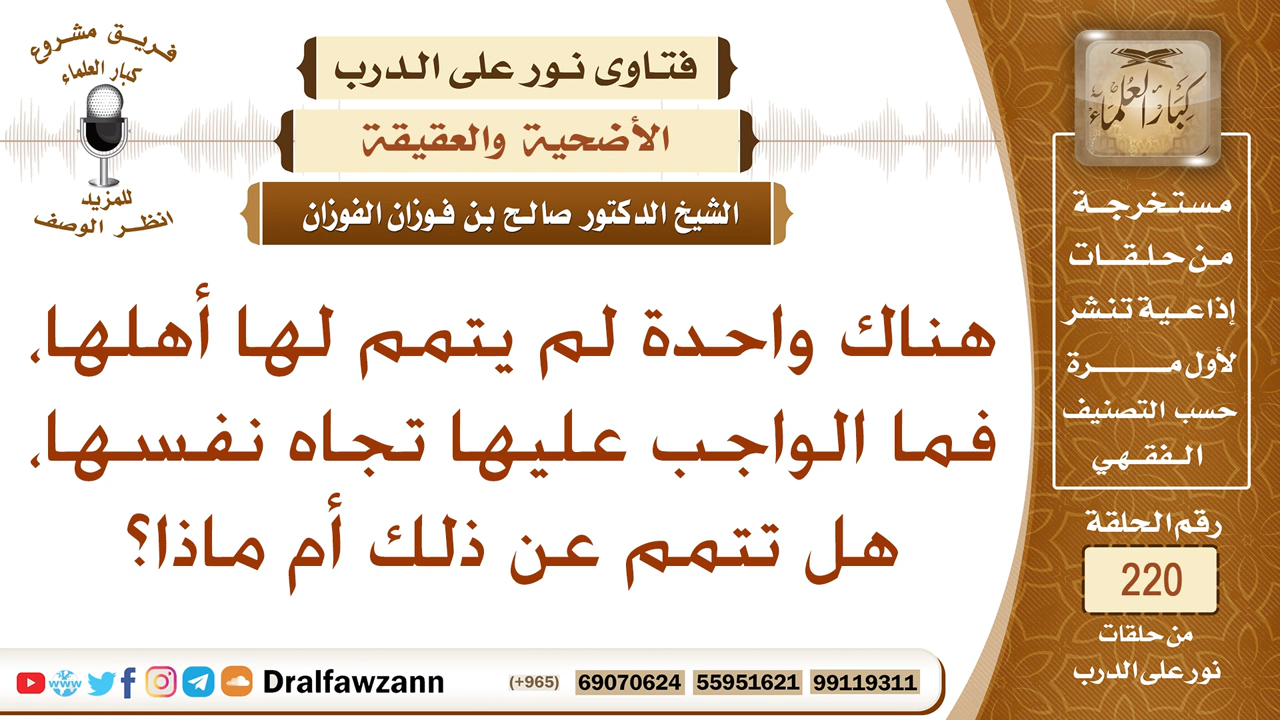 فريق مشروع
كبار العلماء
للمزيد
انظر الوصف
فتاوى نور على الدرب
الأضحية والعقيقة
الشيخ الدكتور صالح بن فوزان الفوزان
هناك واحدة لم يتمم لها أهلها،
فما الواجب عليها تجاه نفسها،
هل تتمم عن ذلك أم ماذا؟
كبار العلماء
مستخرجة
من حلقات
إذاعية تنشر
لأول مرة
حسب التصنيف
الفقهي
رقم الحلقة
220
من حلقات
نور على الدرب
www
Dralfawzann
(+965) 69070624 55951621 99119311